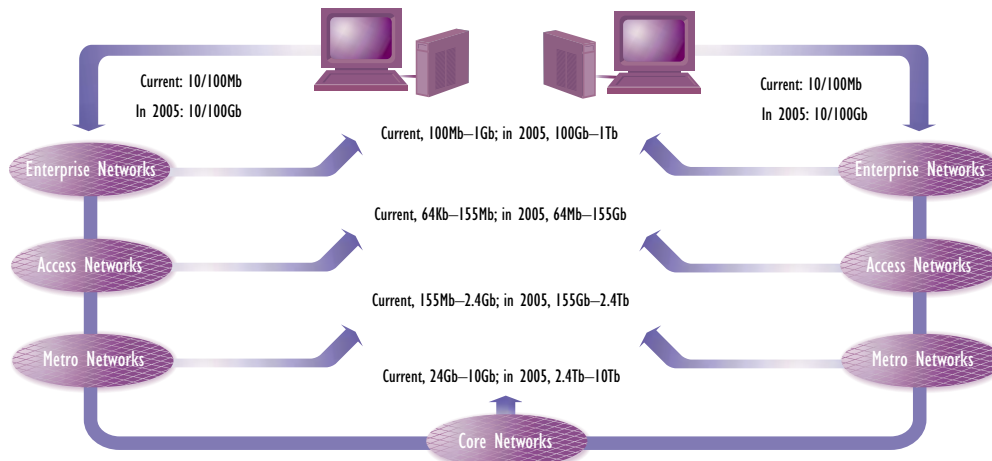 Current: 10/100Mb
In 2005: 10/100Gb
Current: 10/100Mb
In 2005: 10/100Gb
Current, 100Mb–1Gb; in 2005, 100Gb–1Tb
Enterprise Networks
Enterprise Networks
Current, 64Kb–155Mb; in 2005, 64Mb–155Gb
Access Networks
Access Networks
Current, 155Mb–2.4Gb; in 2005, 155Gb–2.4Tb
Metro Networks
Metro Networks
Current, 24Gb–10Gb; in 2005, 2.4Tb–10Tb
Core Networks